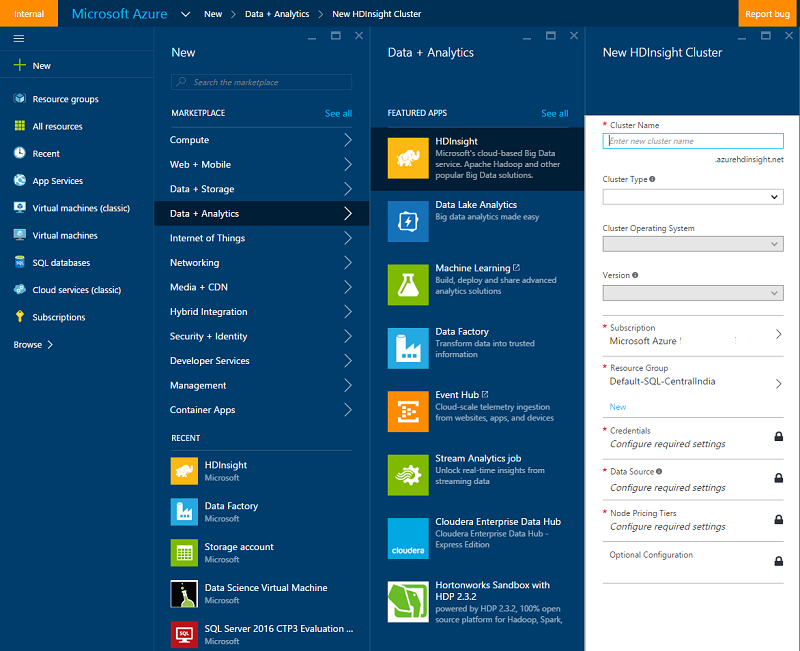 Internal
Microsoft Azure
New
Data + Analytics
New HDInsight Cluster
Report bug
New
Resource groups
All resources
Recent
App Services
Virtual machines (classic)
Virtual machines
SQL databases
Cloud services (classic)
Subscriptions
Browse
New
Search the marketplace
MARKETPLACE
See all
Compute
Web + Mobile
Data + Storage
Data + Analytics
Internet of Things
Networking
Media + CDN
Hybrid Integration
Security + Identity
Developer Services
Management
Container Apps
RECENT
HDInsight
Microsoft
Data Factory
Microsoft
Storage account
Microsoft
Data Science Virtual Machine
Microsoft
SQL
SQL Server 2016 CTP3 Evaluation ...
Microsoft
Data + Analytics
FEATURED APPS
See all
HDInsight
Microsoft's cloud-based Big Data
service. Apache Hadoop and other
popular Big Data solutions.
Data Lake Analytics
Big data analytics made easy
Machine Learning
Build, deploy and share advanced
analytics solutions
Data Factory
Transform data into trusted
information
Event Hub
Cloud-scale telemetry ingestion
from websites, apps, and devices
Stream Analytics job
Unlock real-time insights from
streaming data
cloudera
Cloudera Enterprise Data Hub
Cloudera Enterprise Data Hub -
Express Edition
Hortonworks Sandbox with
HDP 2.3.2
powered by HDP 2.3.2, 100% open
source platform for Hadoop, Spark,
New HDInsight Cluster
* Cluster Name
Enter new cluster name
.azurehdinsight.net
Cluster Type
Cluster Operating System
Version
* Subscription
Microsoft Azure
* Resource Group
Default-SQL-CentralIndia
New
* Credentials
Configure required settings
* Data Source
Configure required settings
* Node Pricing Tiers
Configure required settings
Optional Configuration